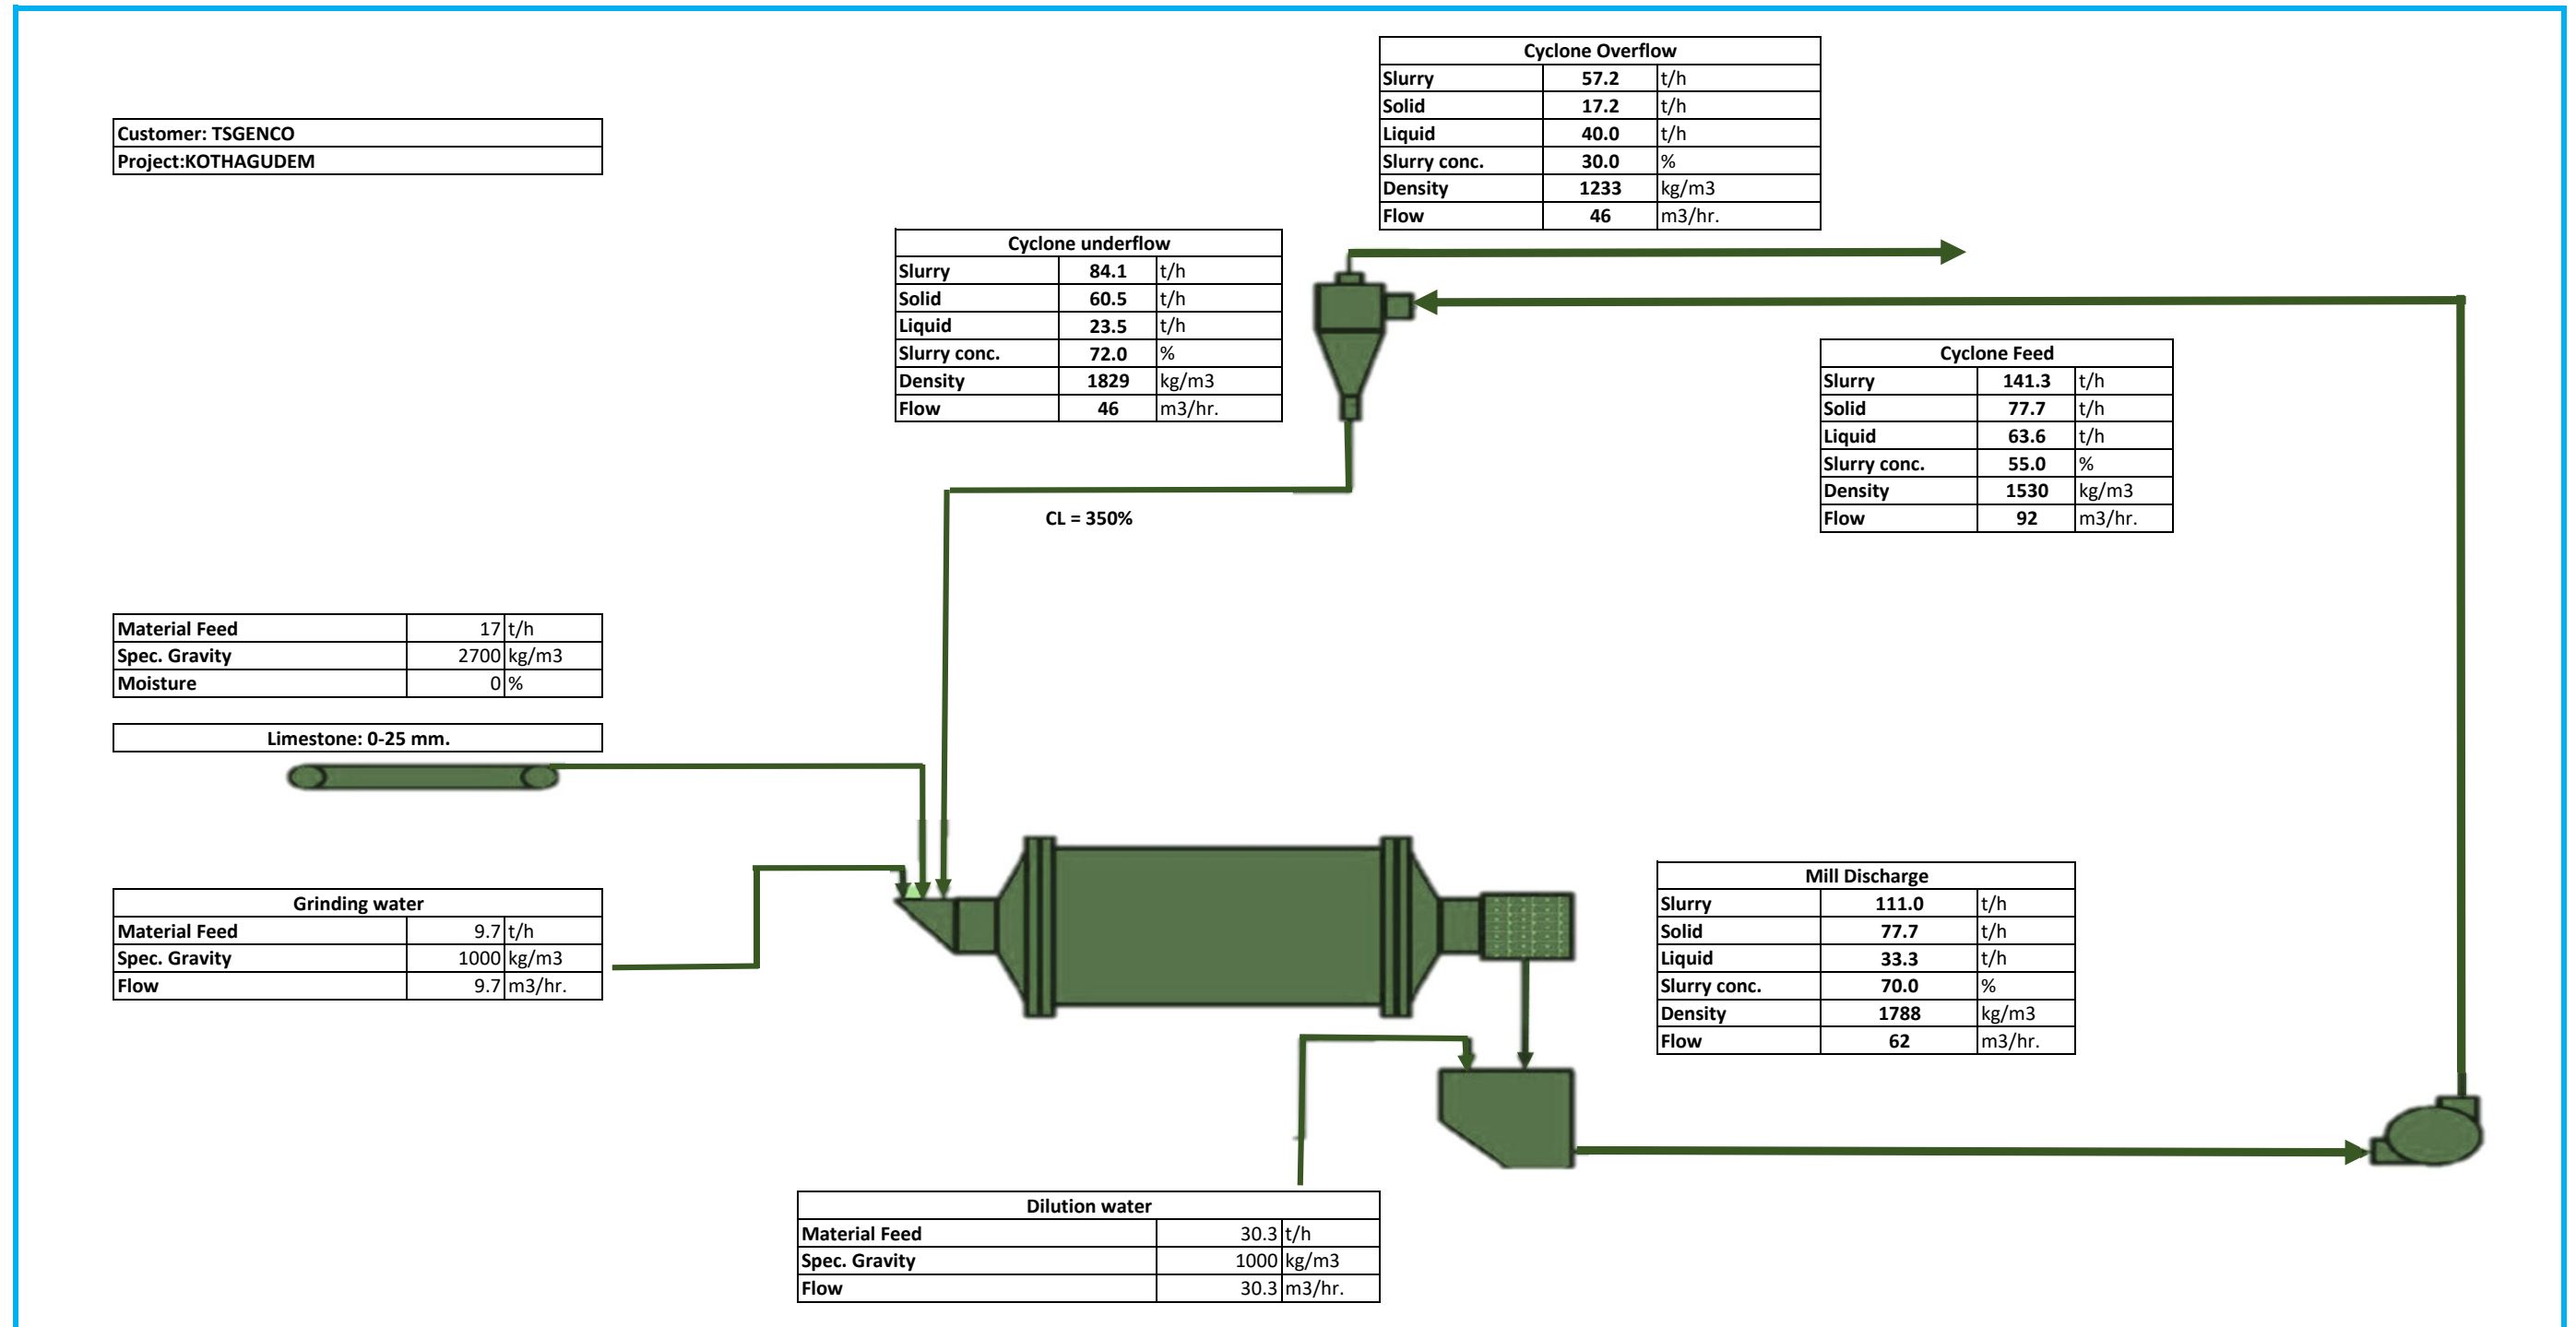 Cyclone Overflow
Slurry 57.2 t/h
Solid 17.2 t/h
Liquid 40.0 t/h
Slurry conc. 30.0 %
Density 1233 kg/m3
Flow 46 m3/hr.
Customer: TSGENCO
Project:KOTHAGUDEM
Cyclone underflow
Slurry 84.1 t/h
Solid 60.5 t/h
Liquid 23.5 t/h
Slurry conc. 72.0 %
Density 1829 kg/m3
Flow 46 m3/hr.
Cyclone Feed
Slurry 141.3 t/h
Solid 77.7 t/h
Liquid 63.6 t/h
Slurry conc. 55.0 %
Density 1530 kg/m3
Flow 92 m3/hr.
CL = 350%
Material Feed 17 t/h
Spec. Gravity 2700 kg/m3
Moisture 0 %
Limestone: 0-25 mm.
Grinding water
Material Feed 9.7 t/h
Spec. Gravity 1000 kg/m3
Flow 9.7 m3/hr.
Mill Discharge
Slurry 111.0 t/h
Solid 77.7 t/h
Liquid 33.3 t/h
Slurry conc. 70.0 %
Density 1788 kg/m3
Flow 62 m3/hr.
Dilution water
Material Feed 30.3 t/h
Spec. Gravity 1000 kg/m3
Flow 30.3 m3/hr.